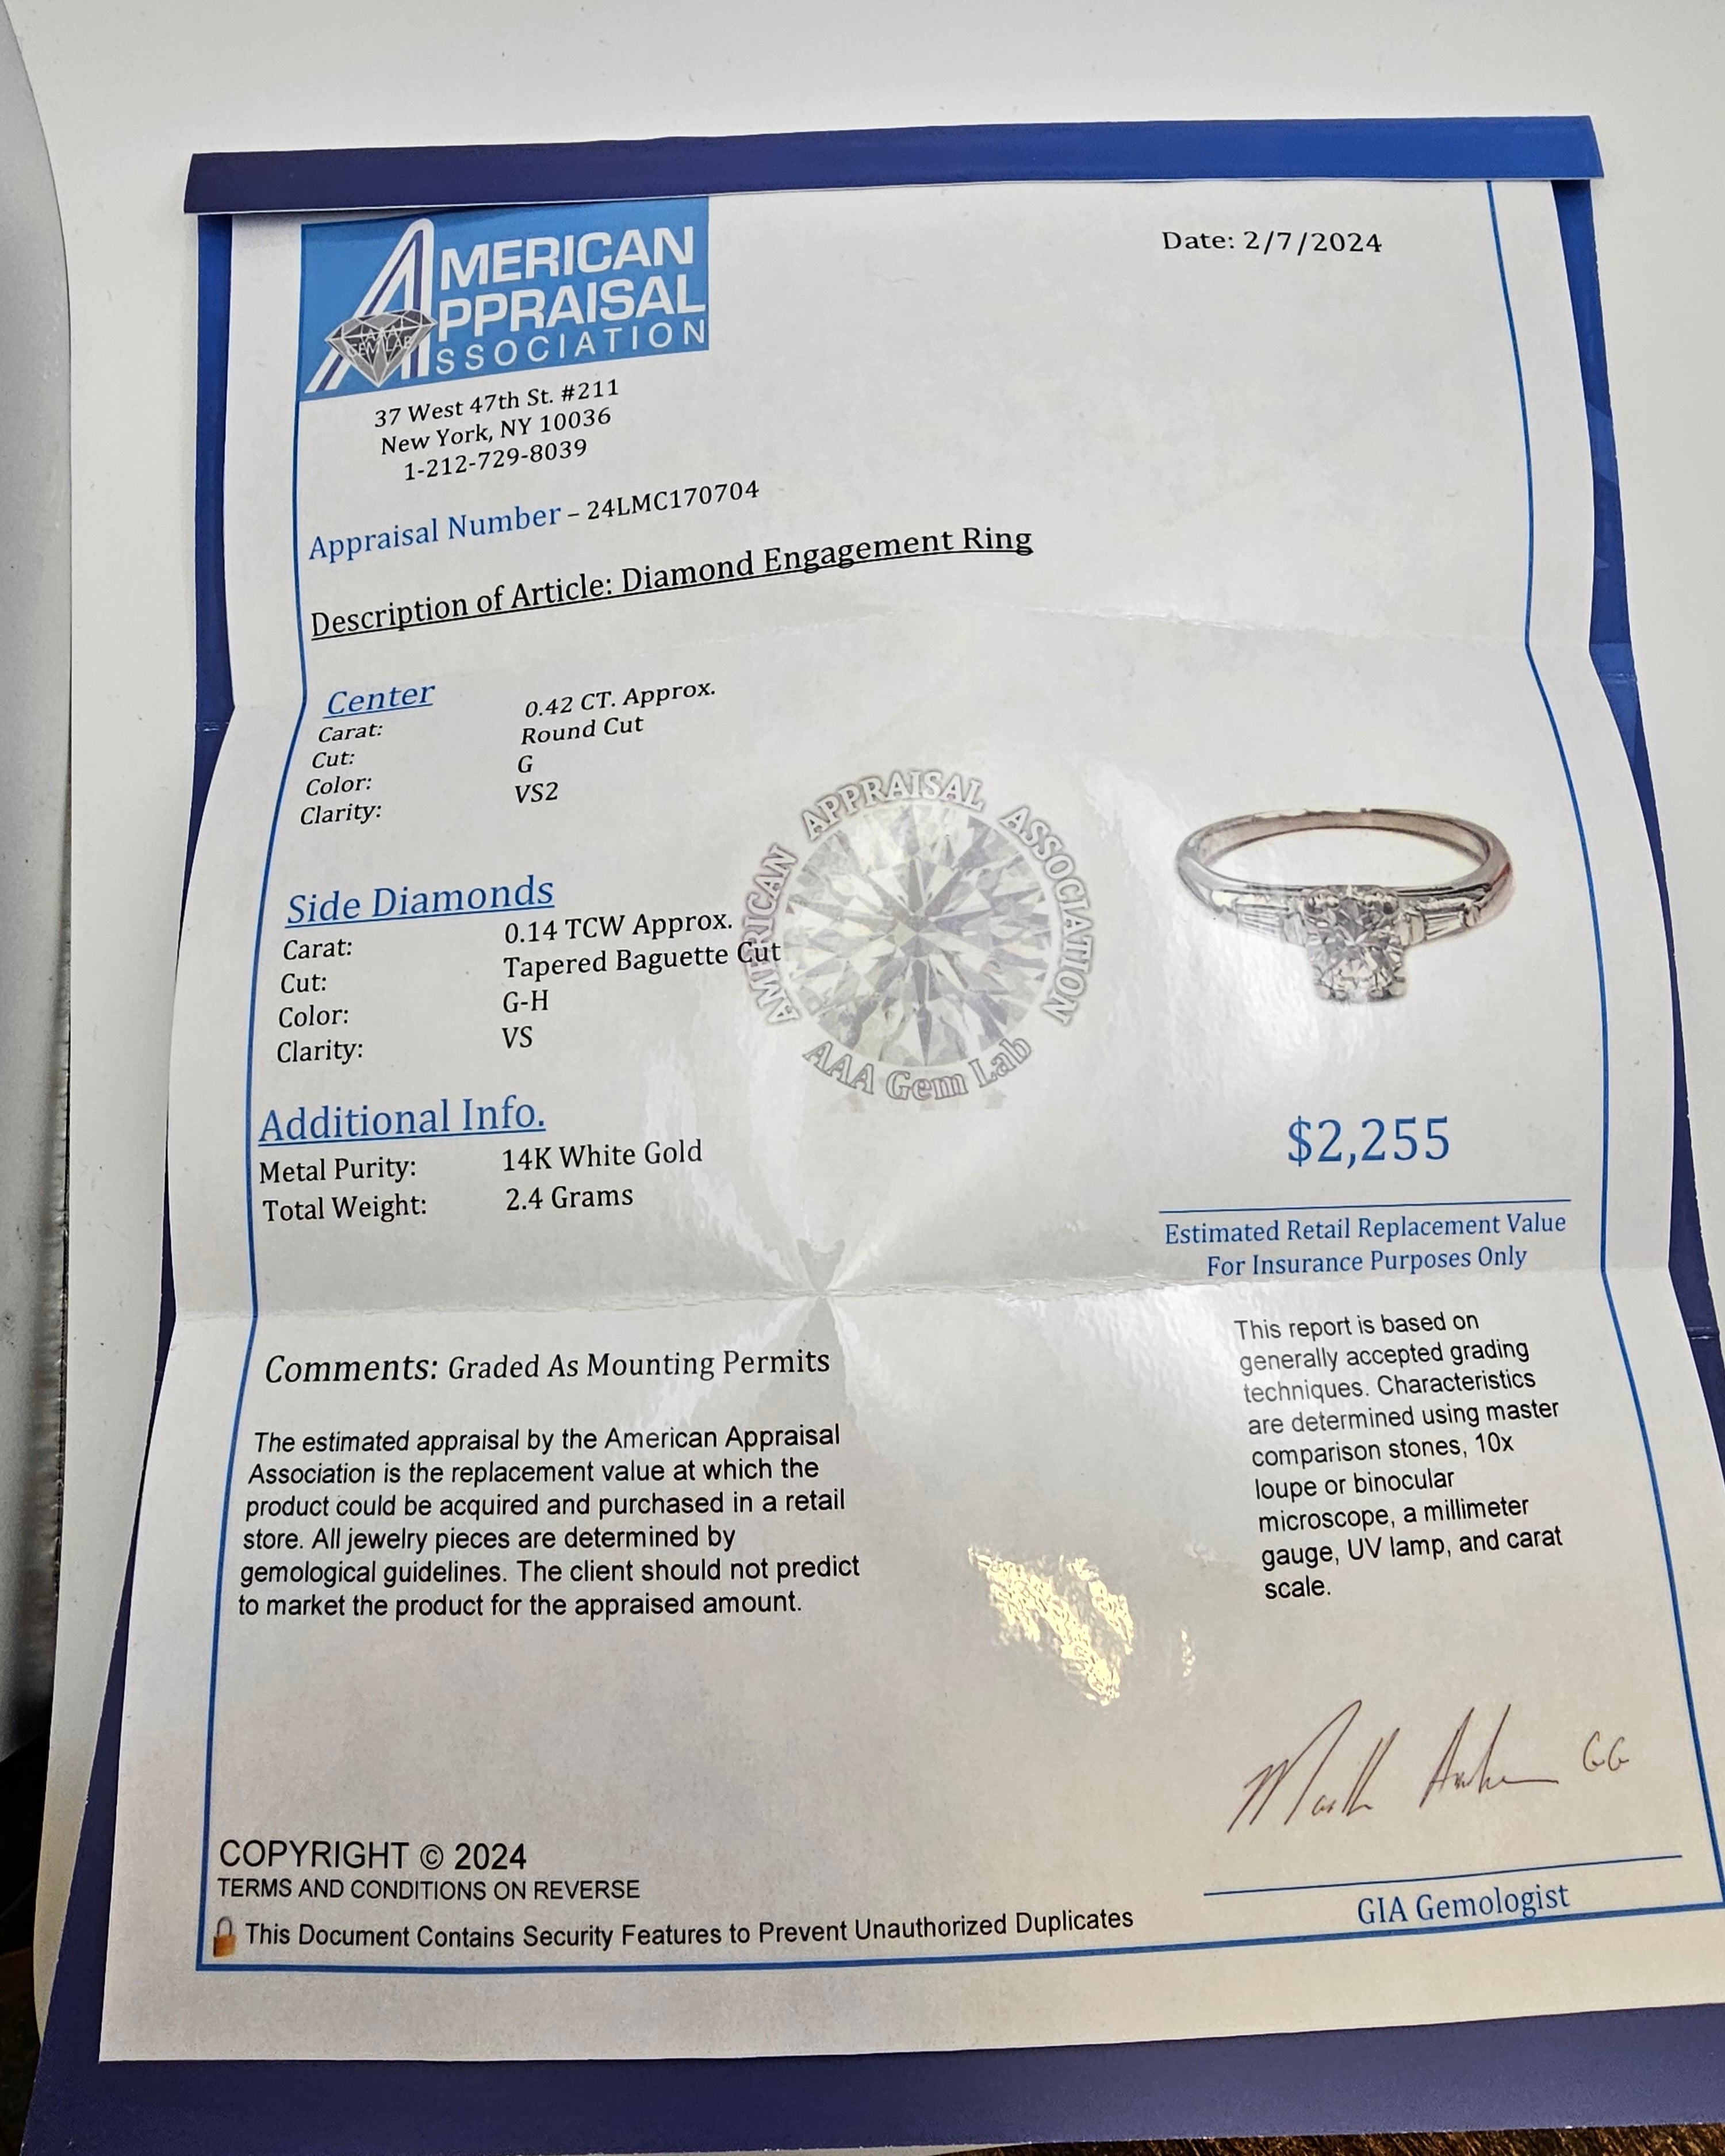 AMERICAN
APPRAISAL
ASSOCIATION
AAA
GEM LAB
Date: 2/7/2024
37 West 47th St. #211
New York, NY 10036
1-212-729-8039
Appraisal Number – 24LMC170704
Description of Article: Diamond Engagement Ring
Center
Carat: 0.42 CT. Approx.
Cut: Round Cut
Color: G
Clarity: VS2
Side Diamonds
Carat: 0.14 TCW Approx.
Cut: Tapered Baguette Cut
Color: G-H
Clarity: VS
AMERICAN APPRAISAL ASSOCIATION
AAA Gem Lab
Additional Info.
Metal Purity: 14K White Gold
Total Weight: 2.4 Grams
$2,255
Estimated Retail Replacement Value
For Insurance Purposes Only
Comments: Graded As Mounting Permits
The estimated appraisal by the American Appraisal
Association is the replacement value at which the
product could be acquired and purchased in a retail
store. All jewelry pieces are determined by
gemological guidelines. The client should not predict
to market the product for the appraised amount.
This report is based on
generally accepted grading
techniques. Characteristics
are determined using master
comparison stones, 10x
loupe or binocular
microscope, a millimeter
gauge, UV lamp, and carat
scale.
GG
GIA Gemologist
COPYRIGHT © 2024
TERMS AND CONDITIONS ON REVERSE
This Document Contains Security Features to Prevent Unauthorized Duplicates